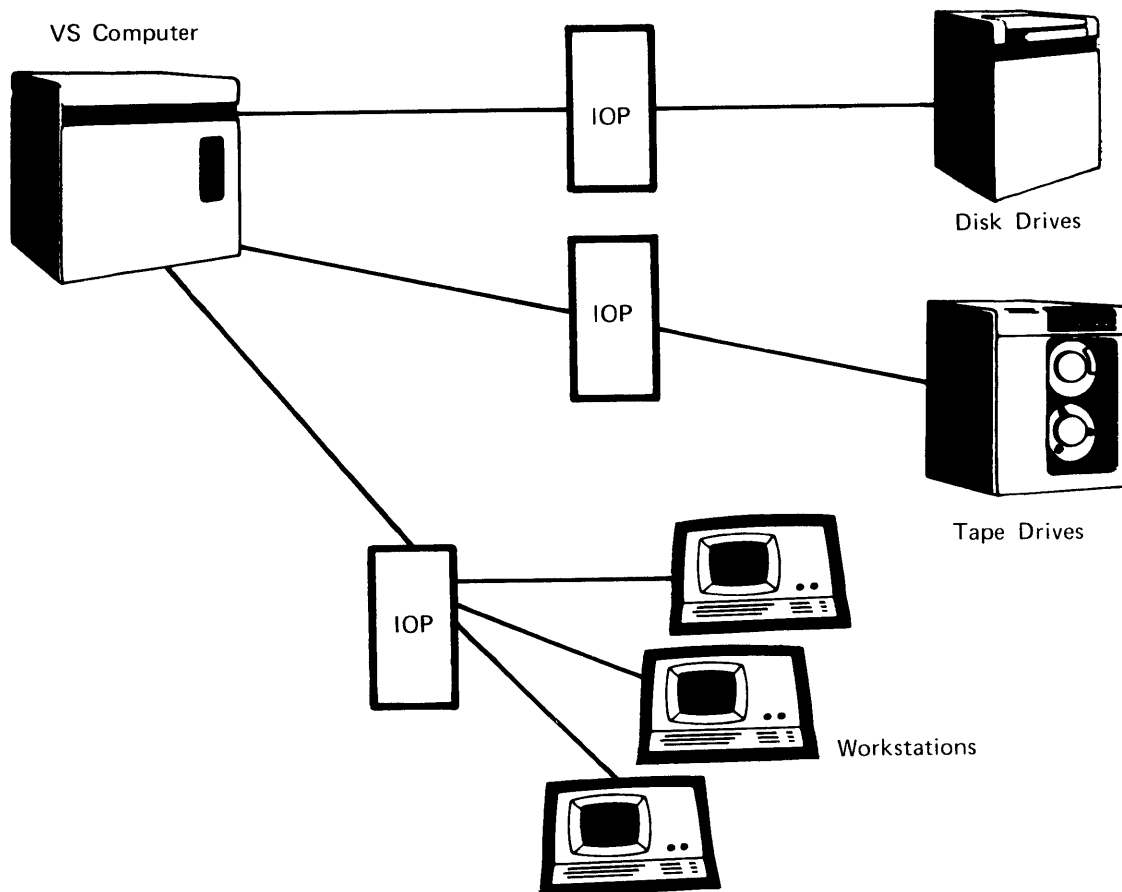 VS Computer
IOP
Disk Drives
IOP
Tape Drives
IOP
Workstations